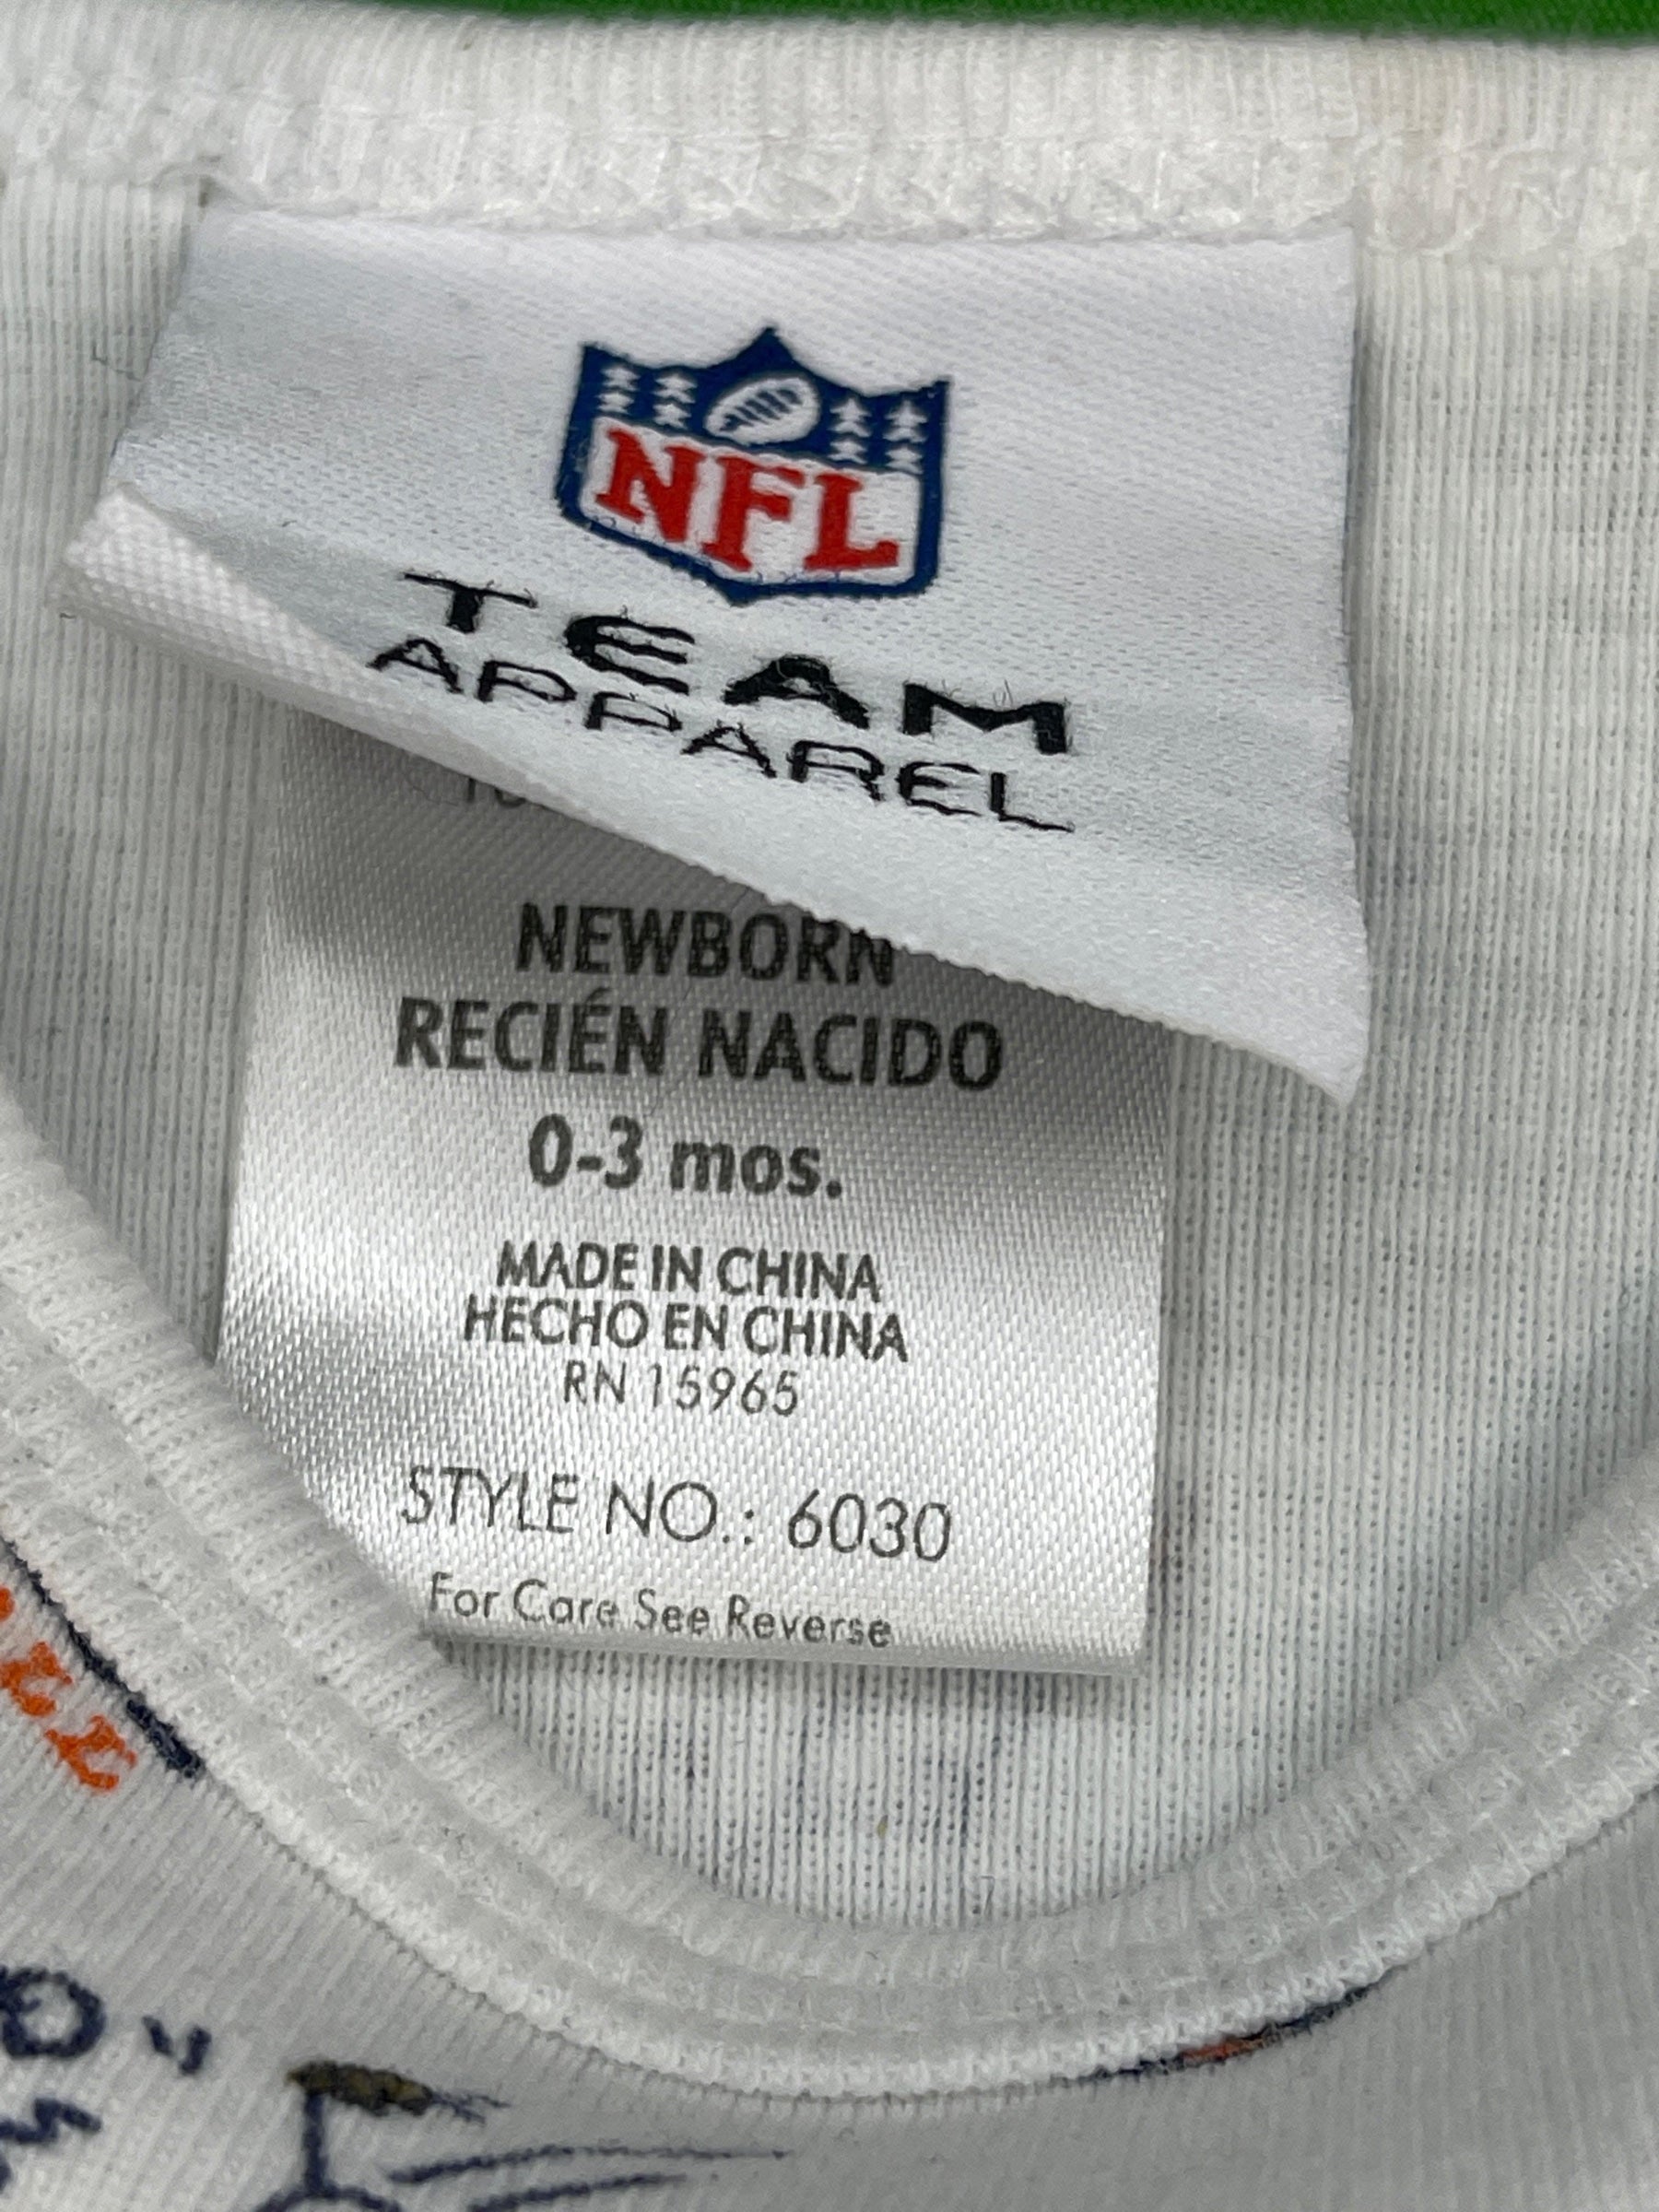 NFL
TEAM
APPAREL
NEWBORN
RECIÉN NACIDO
0-3 mos.
MADE IN CHINA
HECHO EN CHINA
RN 15965
STYLE NO.: 6030
For Care See Reverse